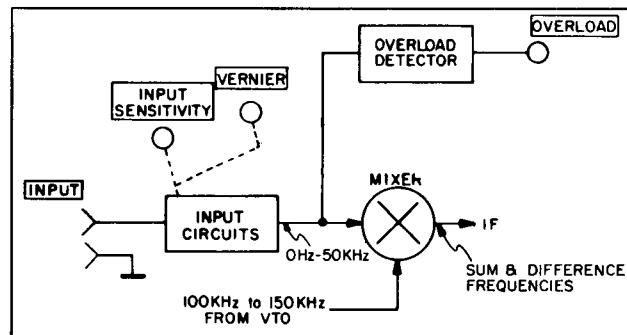 OVERLOAD
OVERLOAD
DETECTOR
VERNIER
INPUT
SENSITIVITY
INPUT
MIXER
INPUT
CIRCUITS
IF
0HZ-50KHZ
SUM & DIFFERENCE
FREQUENCIES
100KHZ to 150KHZ
FROM VTO